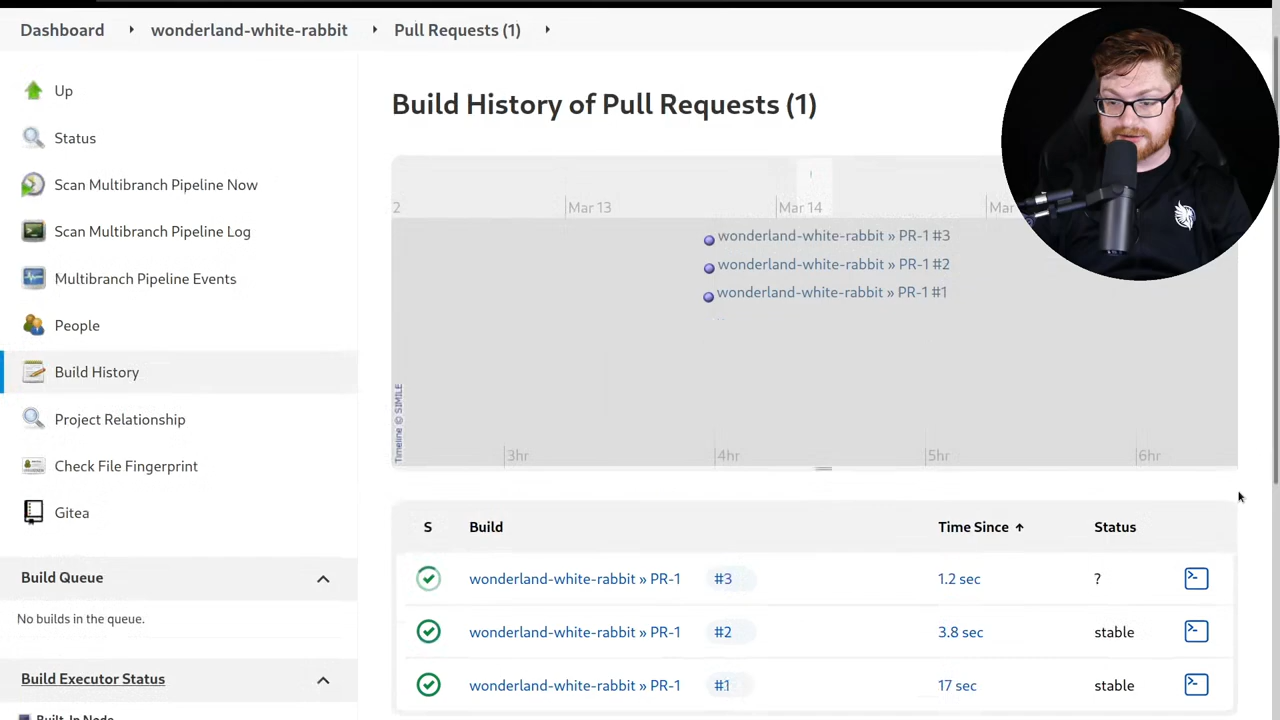 Dashboard
wonderland-white-rabbit
Pull Requests (1)
Up
Status
Scan Multibranch Pipeline Now
Scan Multibranch Pipeline Log
Multibranch Pipeline Events
People
Build History
Project Relationship
Check File Fingerprint
Gitea
Build Queue
No builds in the queue.
Build Executor Status
Built-In Node
Build History of Pull Requests (1)
2
Mar 13
Mar 14
Mar
wonderland-white-rabbit » PR-1 #3
wonderland-white-rabbit » PR-1 #2
wonderland-white-rabbit » PR-1 #1
Timeline © SIMILE
3hr
4hr
5hr
6hr
S Build Time Since ↑ Status
wonderland-white-rabbit » PR-1 #3 1.2 sec ?
wonderland-white-rabbit » PR-1 #2 3.8 sec stable
wonderland-white-rabbit » PR-1 #1 17 sec stable